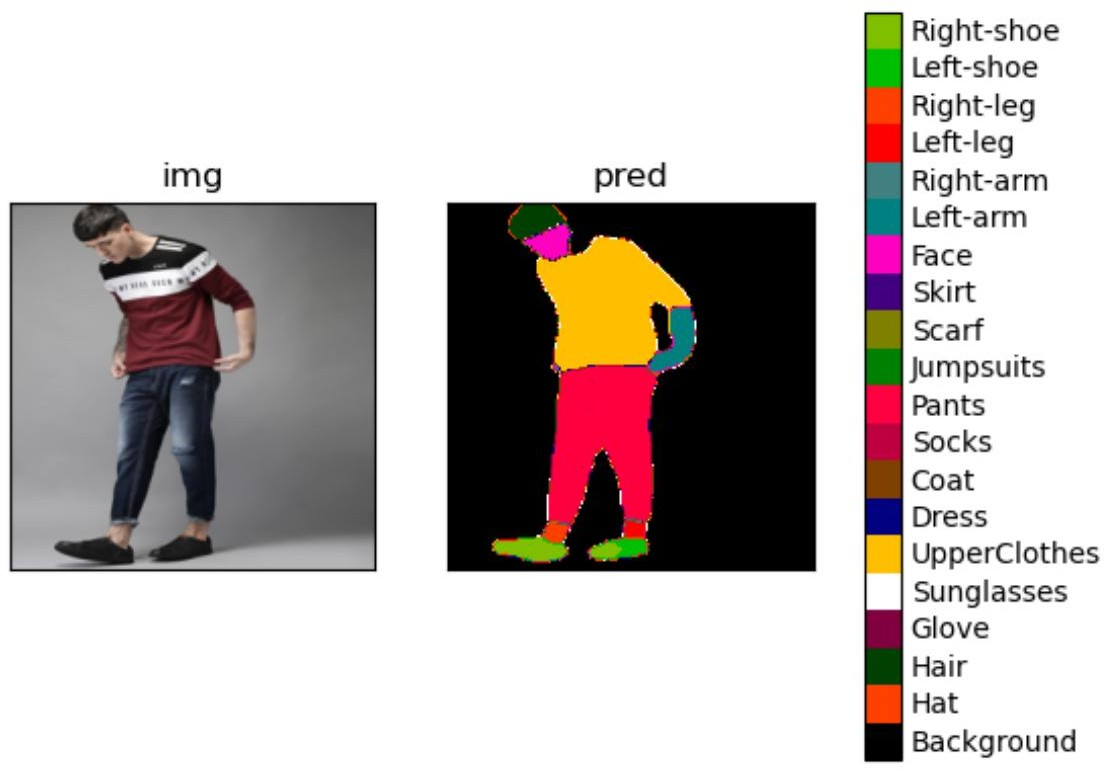 img
pred
Right-shoe
Left-shoe
Right-leg
Left-leg
Right-arm
Left-arm
Face
Skirt
Scarf
Jumpsuits
Pants
Socks
Coat
Dress
UpperClothes
Sunglasses
Glove
Hair
Hat
Background